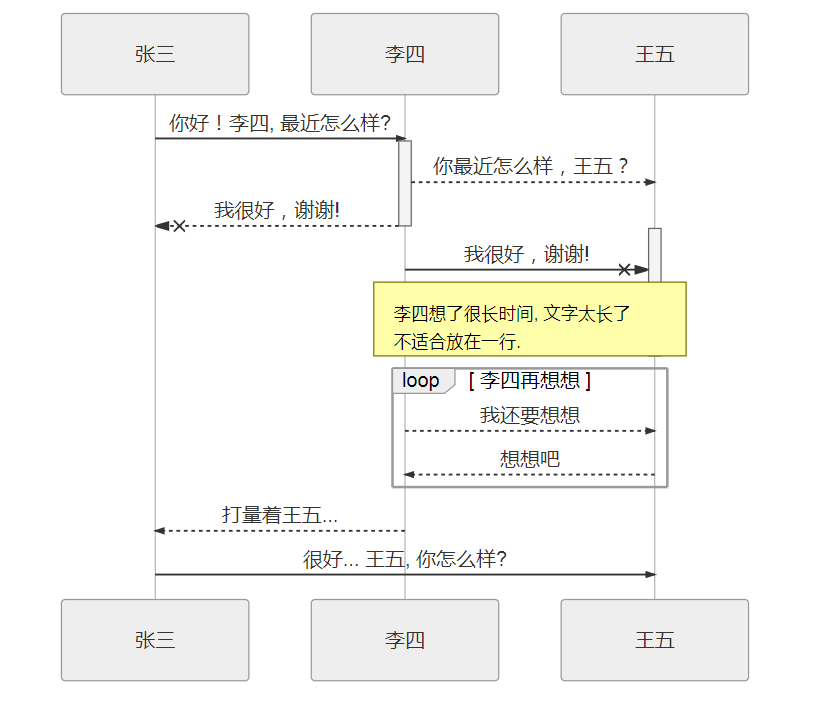 张三
李四
王五
你好！李四, 最近怎么样?
你最近怎么样，王五？
我很好，谢谢!
我很好，谢谢!
李四想了很长时间, 文字太长了
不适合放在一行.
loop [ 李四再想想 ]
我还要想想
想想吧
打量着王五...
很好... 王五, 你怎么样?
张三
李四
王五